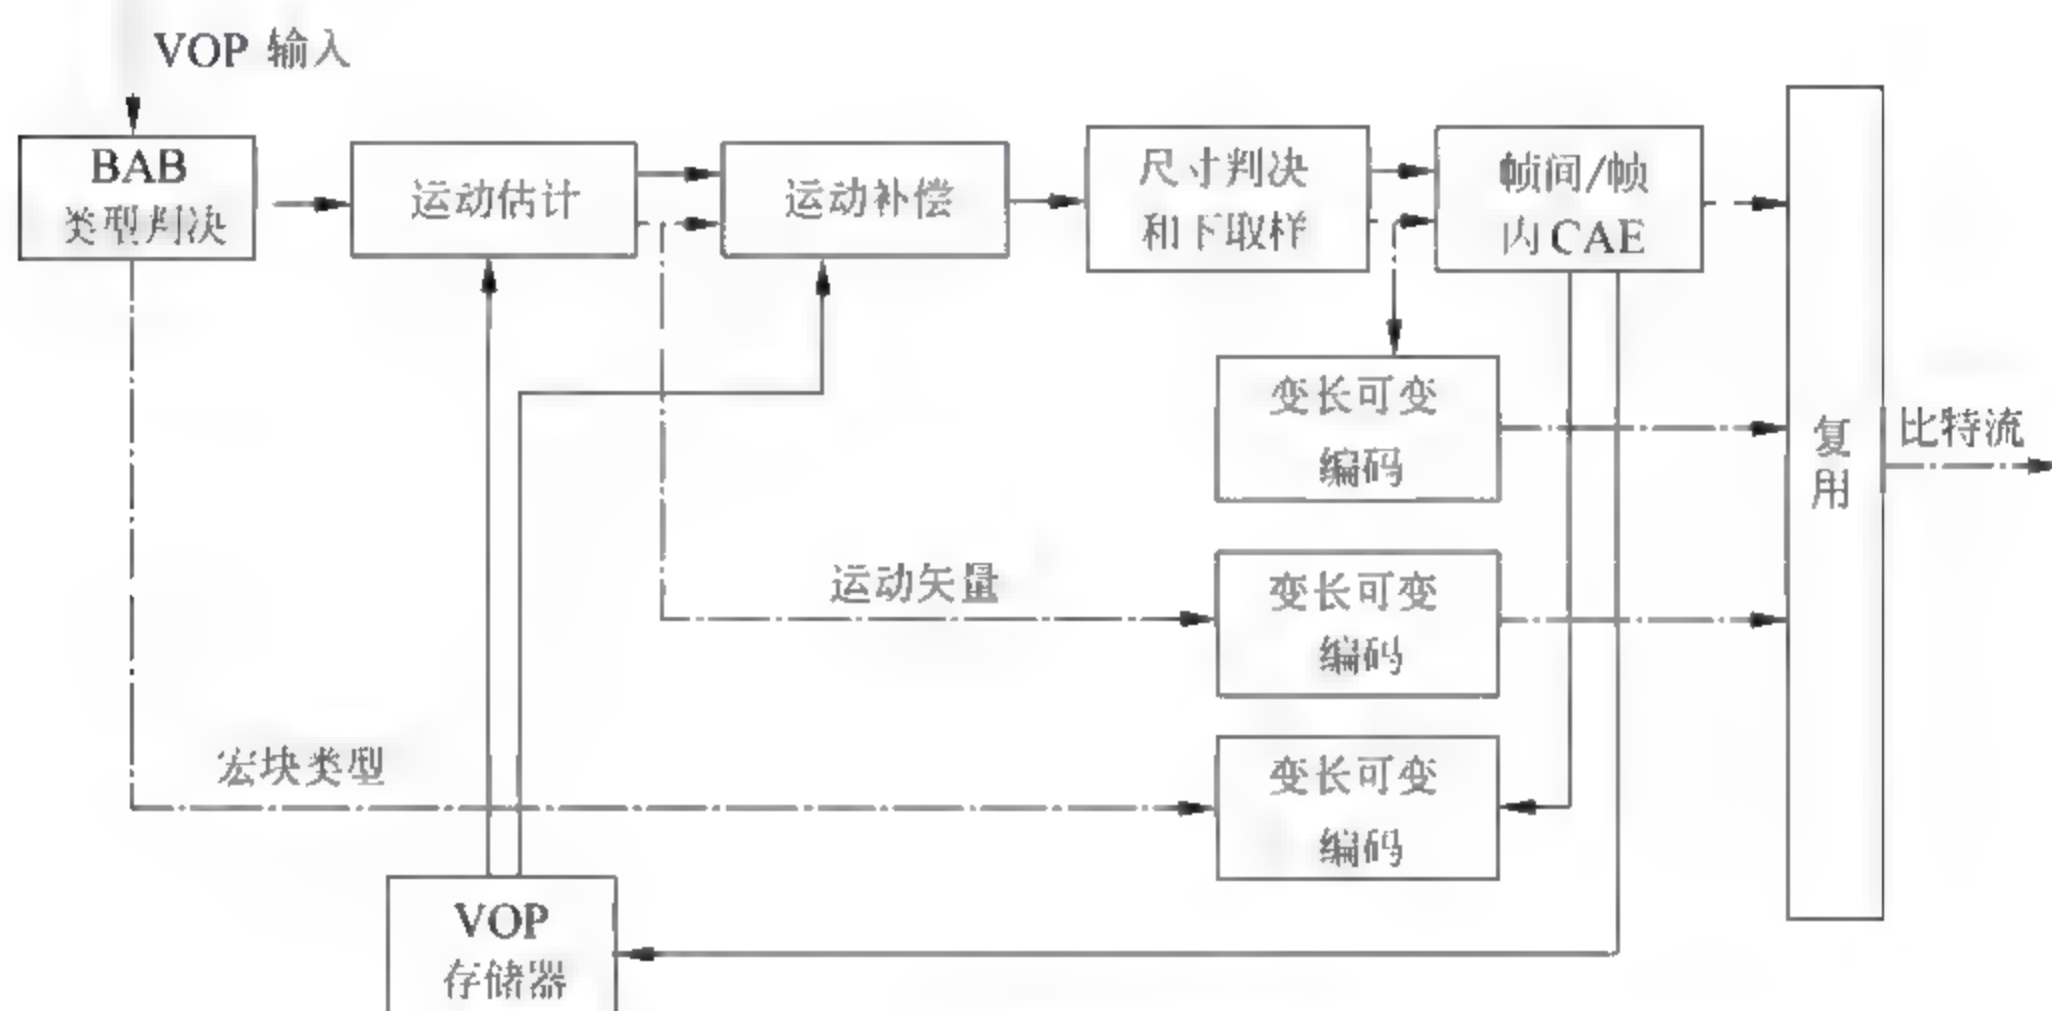 VOP 输入
BAB
类型判决
运动估计
运动补偿
尺寸判决
和下取样
帧间/帧
内CAE
变长可变
编码
复
用
比特流
运动矢量
变长可变
编码
宏块类型
变长可变
编码
VOP
存储器